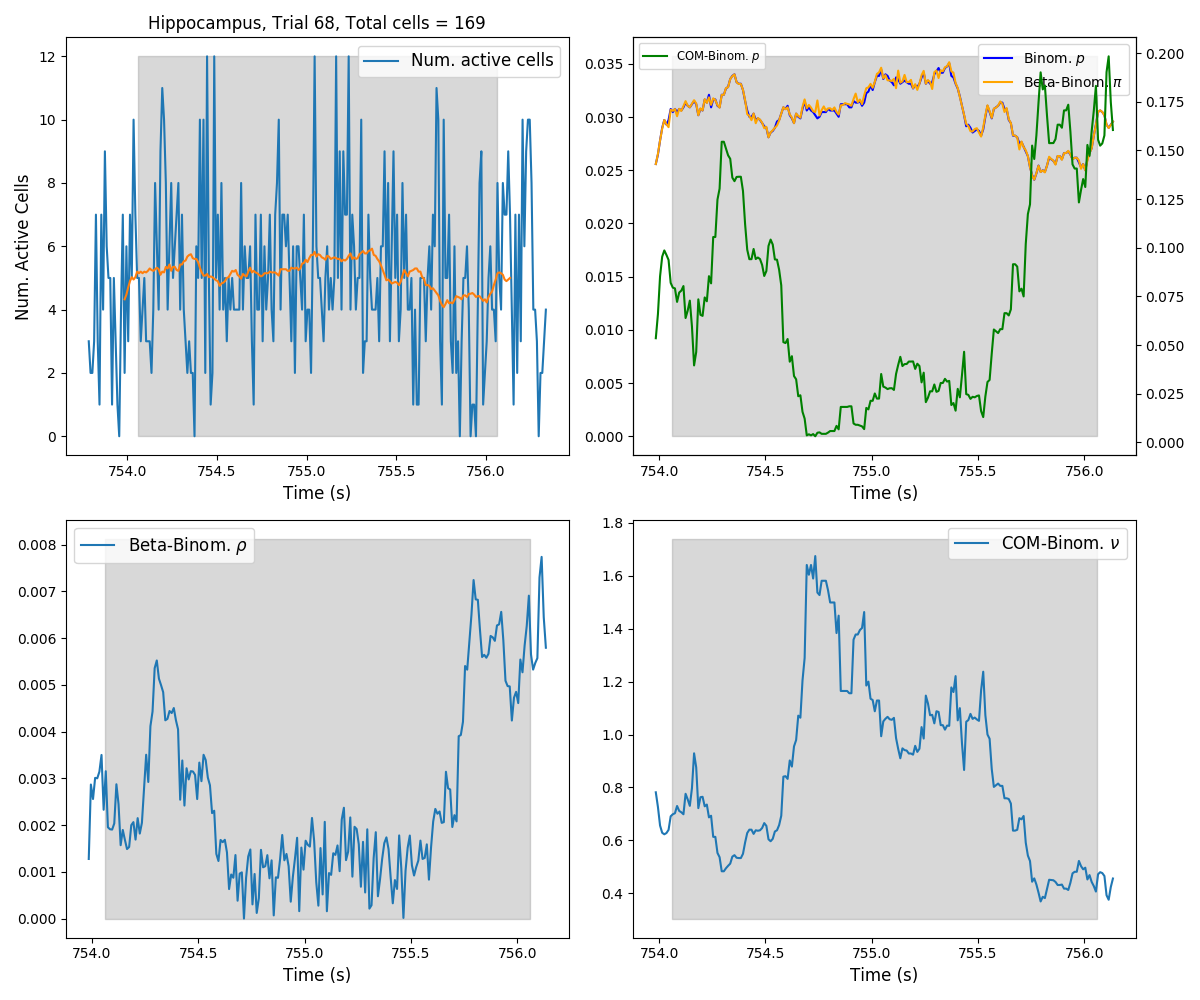 Hippocampus, Trial 68, Total cells = 169
Num. active cells
Num. Active Cells
12
10
8
6
4
2
0
754.0 754.5 755.0 755.5 756.0
Time (s)
COM-Binom. p
Binom. p
Beta-Binom. π
0.035
0.030
0.025
0.020
0.015
0.010
0.005
0.000
0.200
0.175
0.150
0.125
0.100
0.075
0.050
0.025
0.000
754.0 754.5 755.0 755.5 756.0
Time (s)
Beta-Binom. ρ
0.008
0.007
0.006
0.005
0.004
0.003
0.002
0.001
0.000
754.0 754.5 755.0 755.5 756.0
Time (s)
COM-Binom. ν
1.8
1.6
1.4
1.2
1.0
0.8
0.6
0.4
754.0 754.5 755.0 755.5 756.0
Time (s)